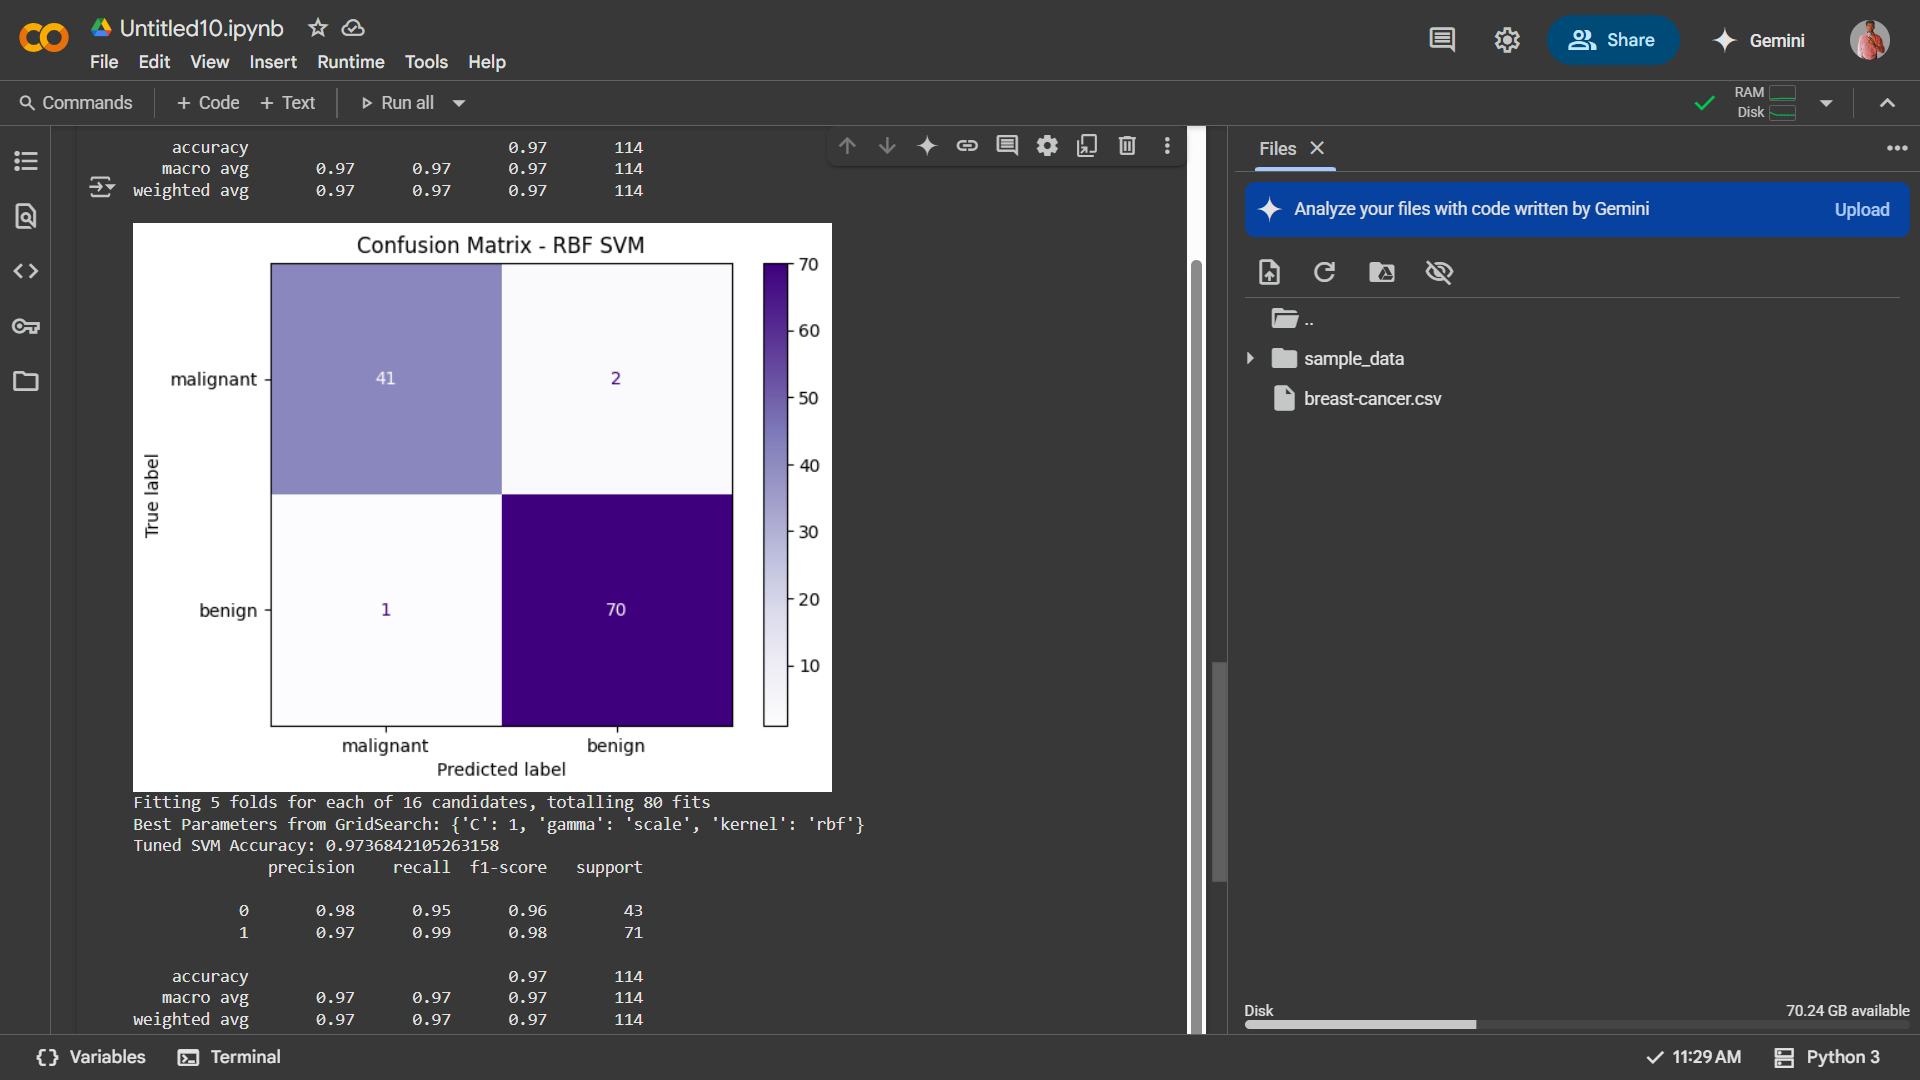 Untitled10.ipynb
File Edit View Insert Runtime Tools Help
Share
Gemini
Commands + Code + Text Run all
RAM
Disk
accuracy 0.97 114
macro avg 0.97 0.97 0.97 114
weighted avg 0.97 0.97 0.97 114
Confusion Matrix - RBF SVM
70
60
50
40
30
20
10
True label
malignant
41
2
benign
1
70
malignant benign
Predicted label
Fitting 5 folds for each of 16 candidates, totalling 80 fits
Best Parameters from GridSearch: {'C': 1, 'gamma': 'scale', 'kernel': 'rbf'}
Tuned SVM Accuracy: 0.9736842105263158
precision recall f1-score support
0 0.98 0.95 0.96 43
1 0.97 0.99 0.98 71
accuracy 0.97 114
macro avg 0.97 0.97 0.97 114
weighted avg 0.97 0.97 0.97 114
Files
Analyze your files with code written by Gemini Upload
..
sample_data
breast-cancer.csv
Disk 70.24 GB available
{} Variables Terminal 11:29 AM Python 3